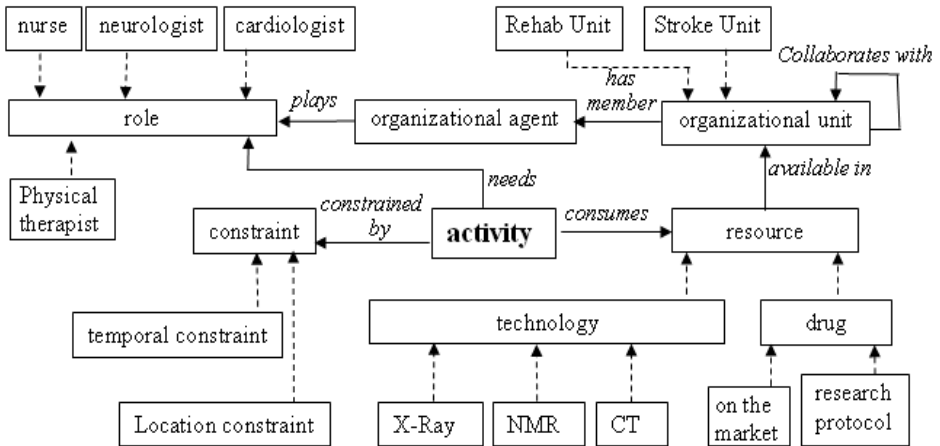 nurse
neurologist
cardiologist
Rehab Unit
Stroke Unit
Collaborates with
has
member
plays
role
organizational agent
organizational unit
available in
needs
Physical
therapist
constrained
by
constraint
activity
consumes
resource
temporal constraint
technology
drug
Location constraint
X-Ray
NMR
CT
on the
market
research
protocol